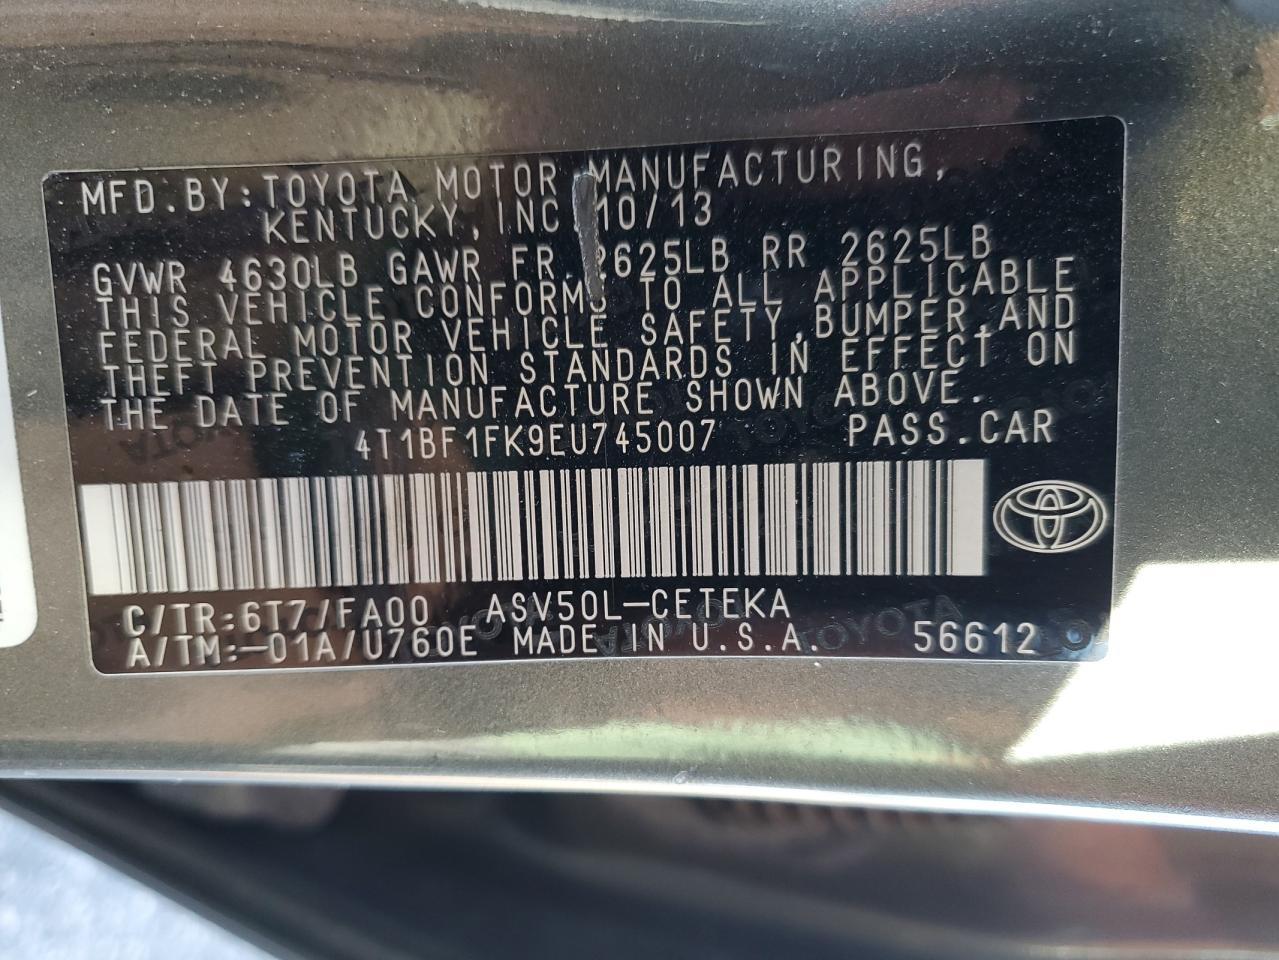 MFD.BY:TOYOTA MOTOR MANUFACTURING,
KENTUCKY, INC 10/13
GVWR 4630LB GAWR FR 2625LB RR 2625LB
THIS VEHICLE CONFORMS TO ALL APPLICABLE
FEDERAL MOTOR VEHICLE SAFETY,BUMPER,AND
THEFT PREVENTION STANDARDS IN EFFECT ON
THE DATE OF MANUFACTURE SHOWN ABOVE.
4T1BF1FK9EU745007 PASS.CAR
C/TR:6T7/FA00 ASV50L-CETEKA
A/TM:-01A/U760E MADE IN U.S.A. 56612